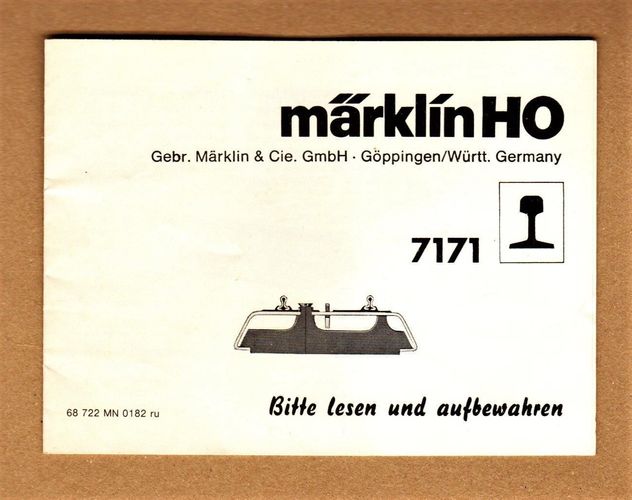 märklin HO
Gebr. Märklin & Cie. GmbH · Göppingen/Württ. Germany
7171
68 722 MN 0182 ru
Bitte lesen und aufbewahren